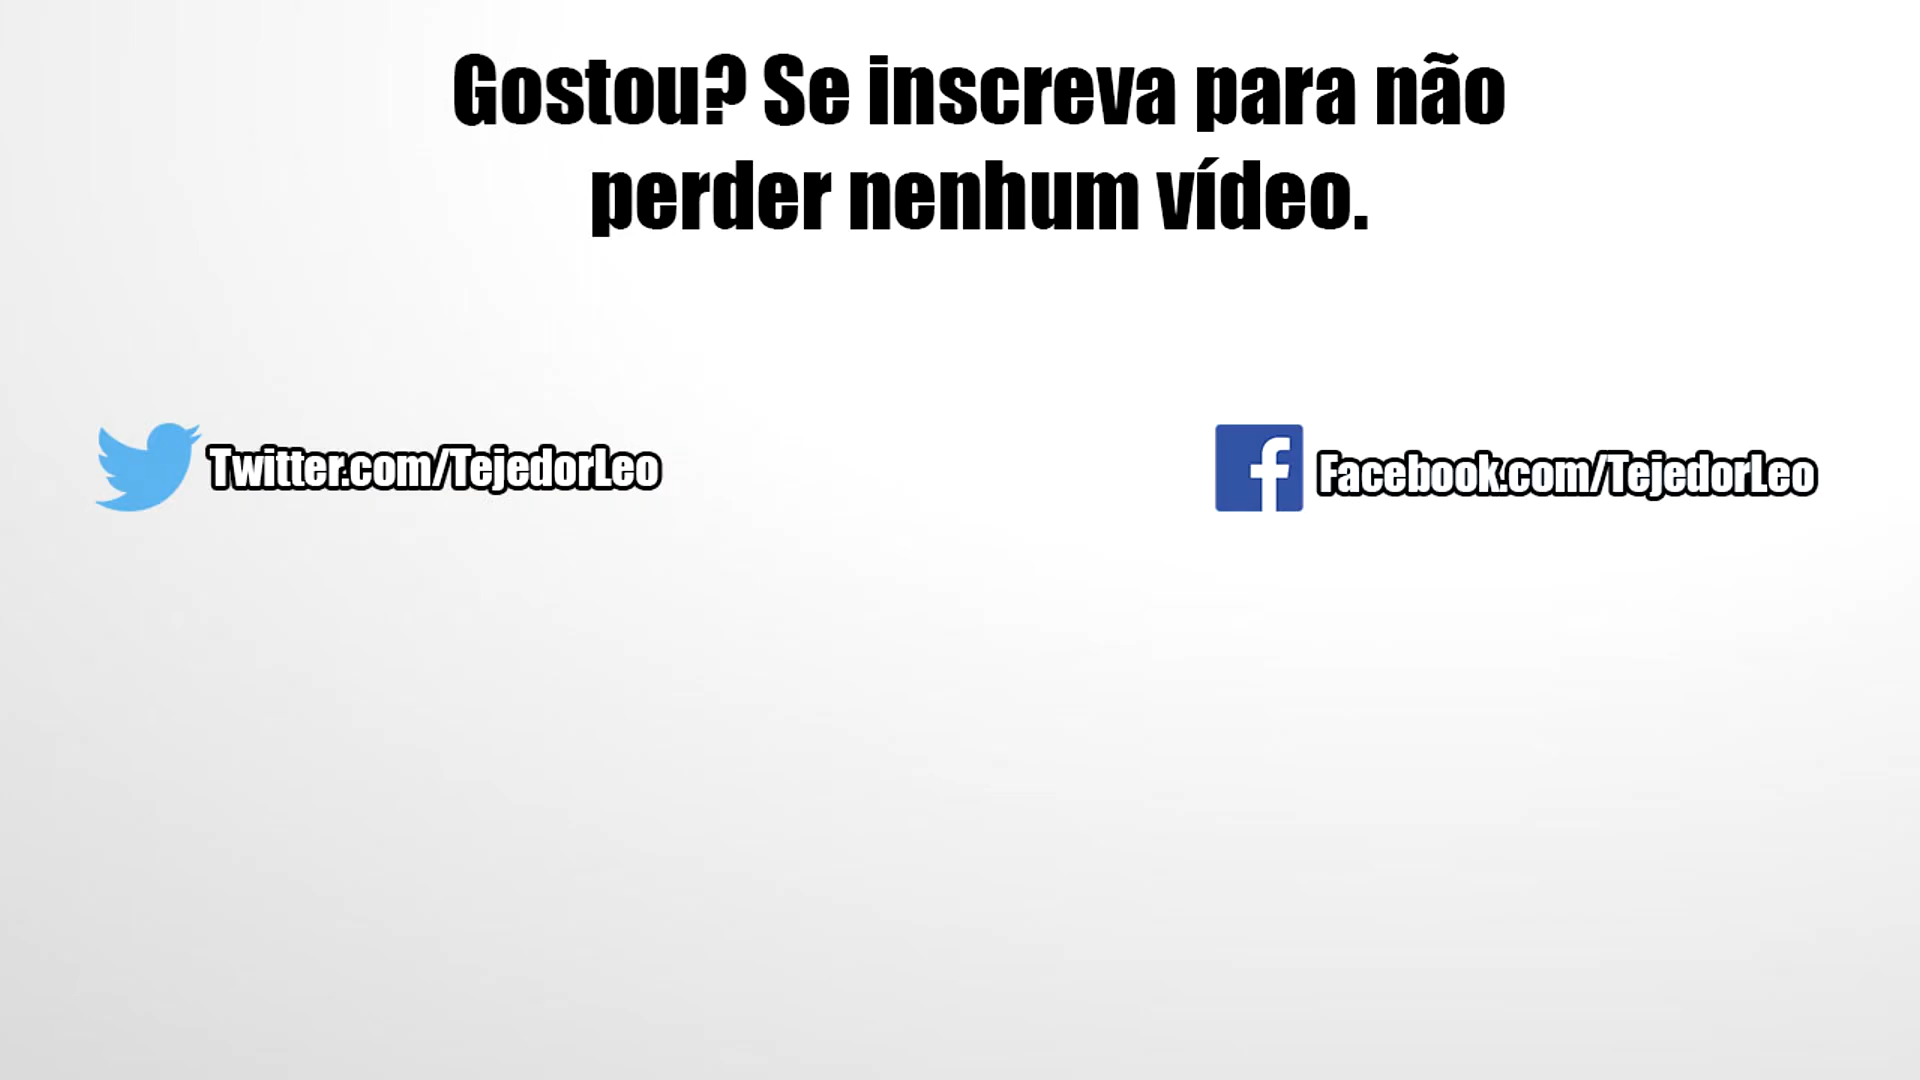 Gostou? Se inscreva para não
perder nenhum vídeo.
Twitter.com/TejedorLeo
Facebook.com/TejedorLeo